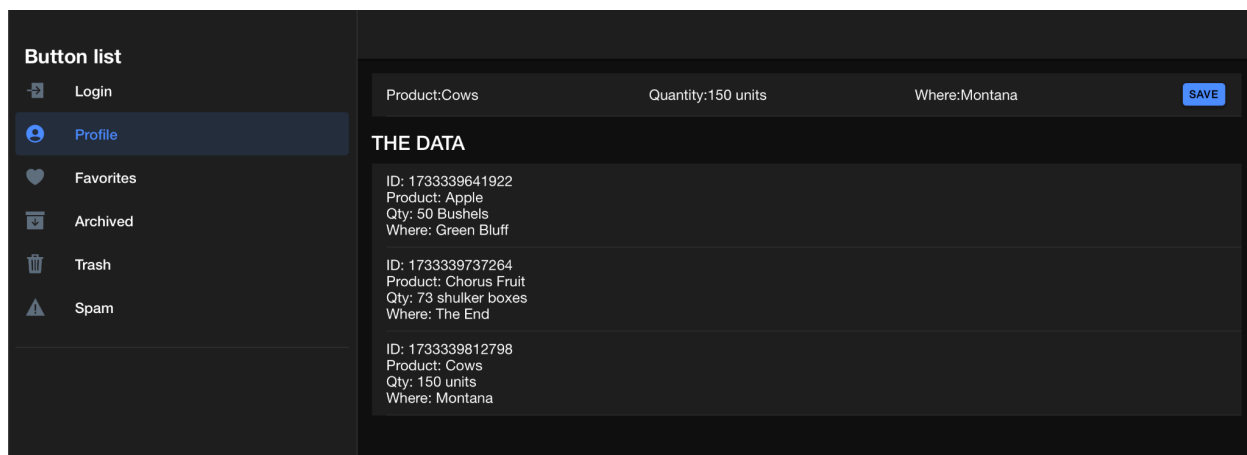 Button list
Login
Profile
Favorites
Archived
Trash
Spam
Product:Cows Quantity:150 units Where:Montana SAVE
THE DATA
ID: 1733339641922
Product: Apple
Qty: 50 Bushels
Where: Green Bluff
ID: 1733339737264
Product: Chorus Fruit
Qty: 73 shulker boxes
Where: The End
ID: 1733339812798
Product: Cows
Qty: 150 units
Where: Montana